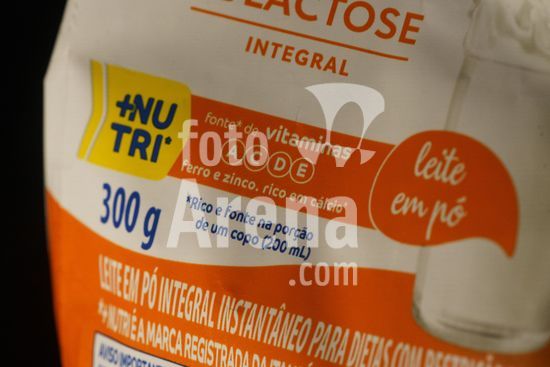 LACTOSE
INTEGRAL
+NU
TRI
fonte* de vitaminas
A C D E
ferro e zinco, rico em cálcio*
leite
em pó
300 g
*Rico e fonte na porção
de um copo (200 mL)
foto
Arena
.com
LEITE EM PÓ INTEGRAL INSTANTÂNEO PARA DIETAS COM
+ NUTRI É A MARCA REGISTRADA DA
AVISO